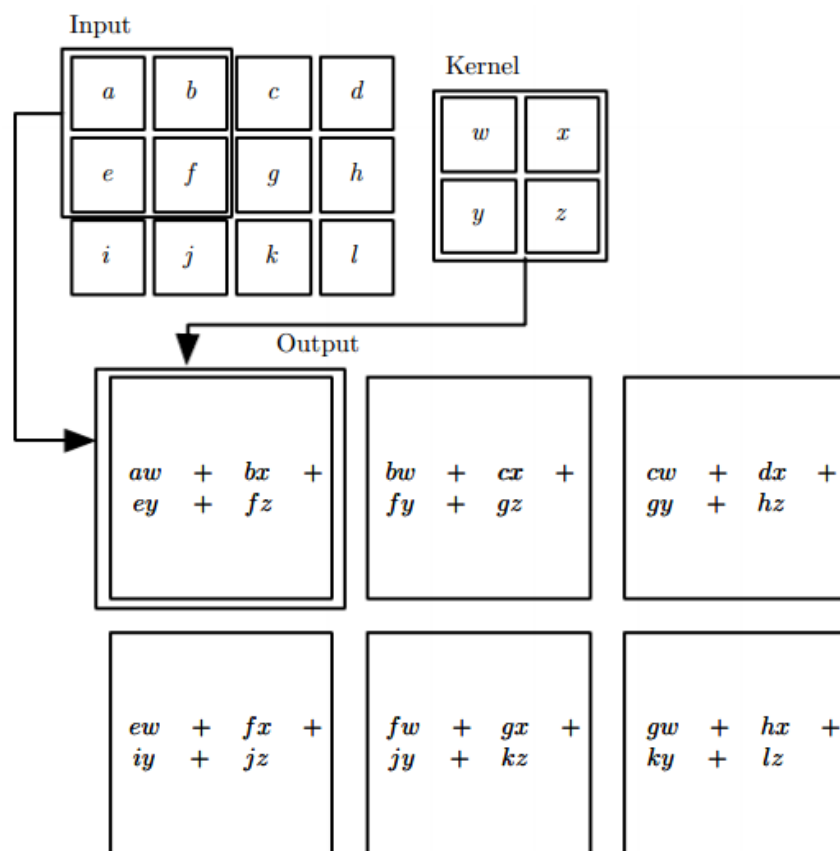 Input
Kernel
a b c d
e f g h
i j k l
w x
y z
Output
aw + bx +
ey + fz
bw + cx +
fy + gz
cw + dx +
gy + hz
ew + fx +
iy + jz
fw + gx +
jy + kz
gw + hx +
ky + lz